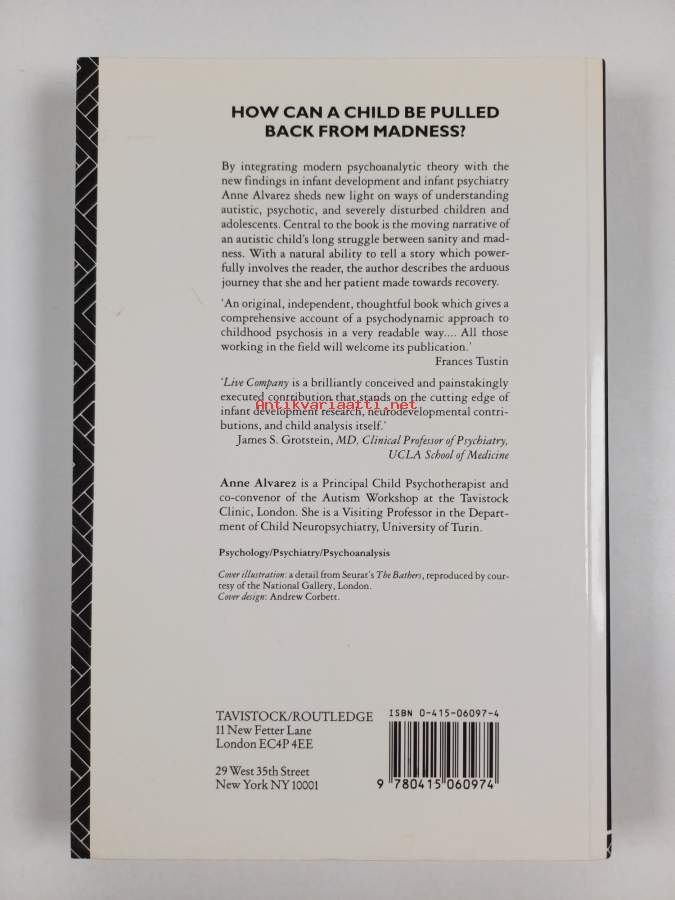 HOW CAN A CHILD BE PULLED
BACK FROM MADNESS?
By integrating modern psychoanalytic theory with the
new findings in infant development and infant psychiatry
Anne Alvarez sheds new light on ways of understanding
autistic, psychotic, and severely disturbed children and
adolescents. Central to the book is the moving narrative of
an autistic child's long struggle between sanity and mad-
ness. With a natural ability to tell a story which power-
fully involves the reader, the author describes the arduous
journey that she and her patient made towards recovery.
'An original, independent, thoughtful book which gives a
comprehensive account of a psychodynamic approach to
childhood psychosis in a very readable way.... All those
working in the field will welcome its publication.'
Frances Tustin
'Live Company is a brilliantly conceived and painstakingly
executed contribution that stands on the cutting edge of
Antikvariaatti.net
infant development research, neurodevelopmental contri-
butions, and child analysis itself.'
James S. Grotstein, MD, Clinical Professor of Psychiatry,
UCLA School of Medicine
Anne Alvarez is a Principal Child Psychotherapist and
co-convenor of the Autism Workshop at the Tavistock
Clinic, London. She is a Visiting Professor in the Depart-
ment of Child Neuropsychiatry, University of Turin.
Psychology/Psychiatry/Psychoanalysis
Cover illustration: a detail from Seurat's The Bathers, reproduced by cour-
tesy of the National Gallery, London.
Cover design: Andrew Corbett.
TAVISTOCK/ROUTLEDGE
11 New Fetter Lane
London EC4P 4EE
29 West 35th Street
New York NY 10001
ISBN 0-415-06097-4
9 780415 060974